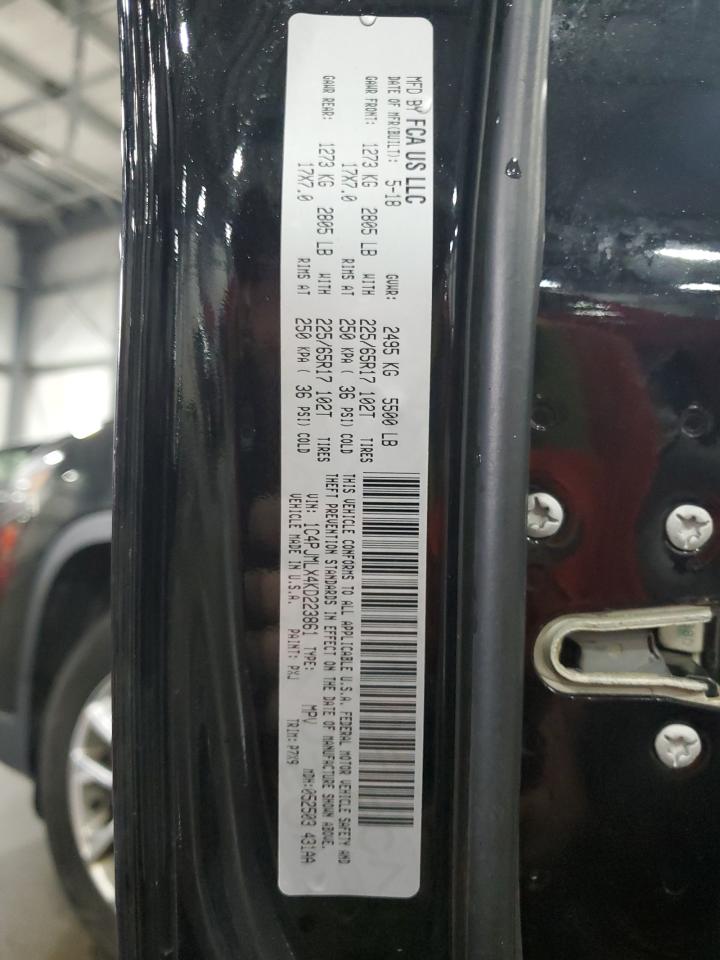 MFD BY FCA US LLC
DATE OF MFR(BUILT): 5-18 GVWR: 2495 KG 5500 LB
GAWR FRONT: 1273 KG 2805 LB WITH 225/65R17 102T TIRES
17X7.0 RIMS AT 250 KPA ( 36 PSI) COLD
GAWR REAR: 1273 KG 2805 LB WITH 225/65R17 102T TIRES
17X7.0 RIMS AT 250 KPA ( 36 PSI) COLD
THIS VEHICLE CONFORMS TO ALL APPLICABLE U.S.A. FEDERAL MOTOR VEHICLE SAFETY AND
THEFT PREVENTION STANDARDS IN EFFECT ON THE DATE OF MANUFACTURE SHOWN ABOVE.
VIN: 1C4PJMLX4KD223861 TYPE: MPV MDH:052503 431AA
VEHICLE MADE IN U.S.A. PAINT: PXJ TRIM: A7X9